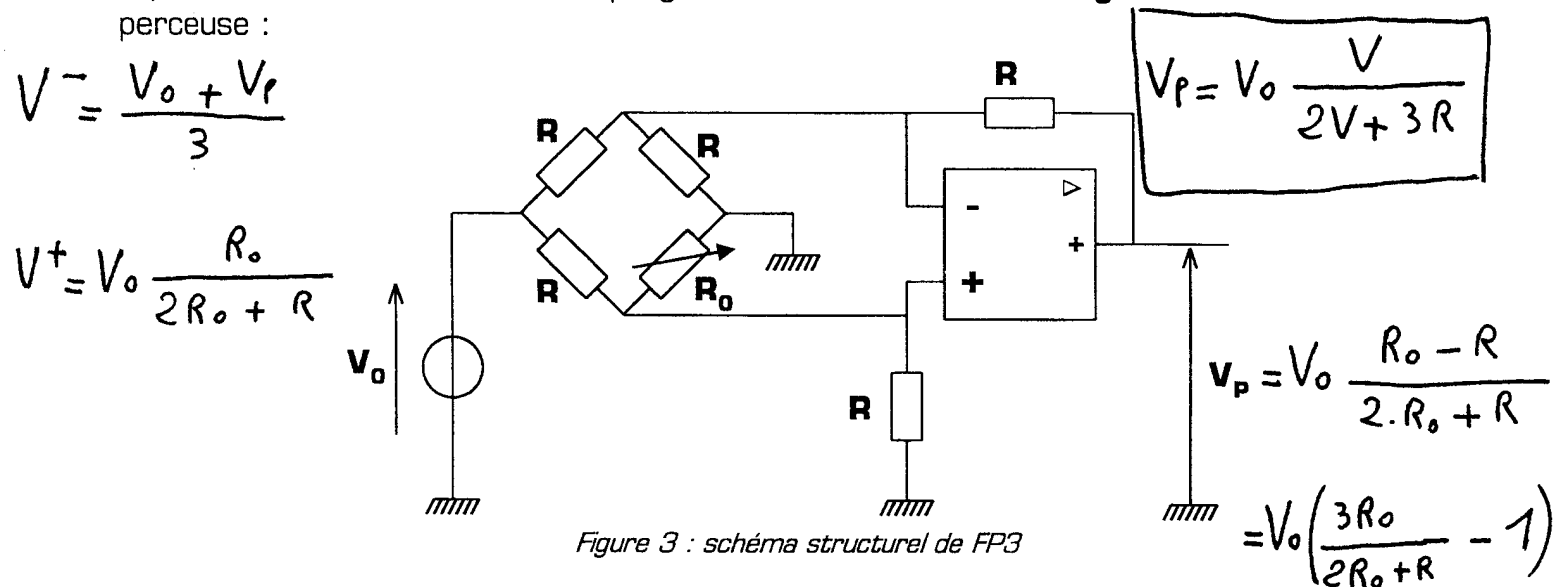 perceuse :
V⁻ = (V₀ + Vp) / 3
V⁺ = V₀ R₀ / (2R₀ + R)
Vp = V₀ V / (2V + 3R)
R
R
R
R
R₀
▷
-
+
+
R
V₀
Vp = V₀ (R₀ - R) / (2.R₀ + R)
= V₀ (3R₀ / (2R₀ + R) - 1)
Figure 3 : schéma structurel de FP3